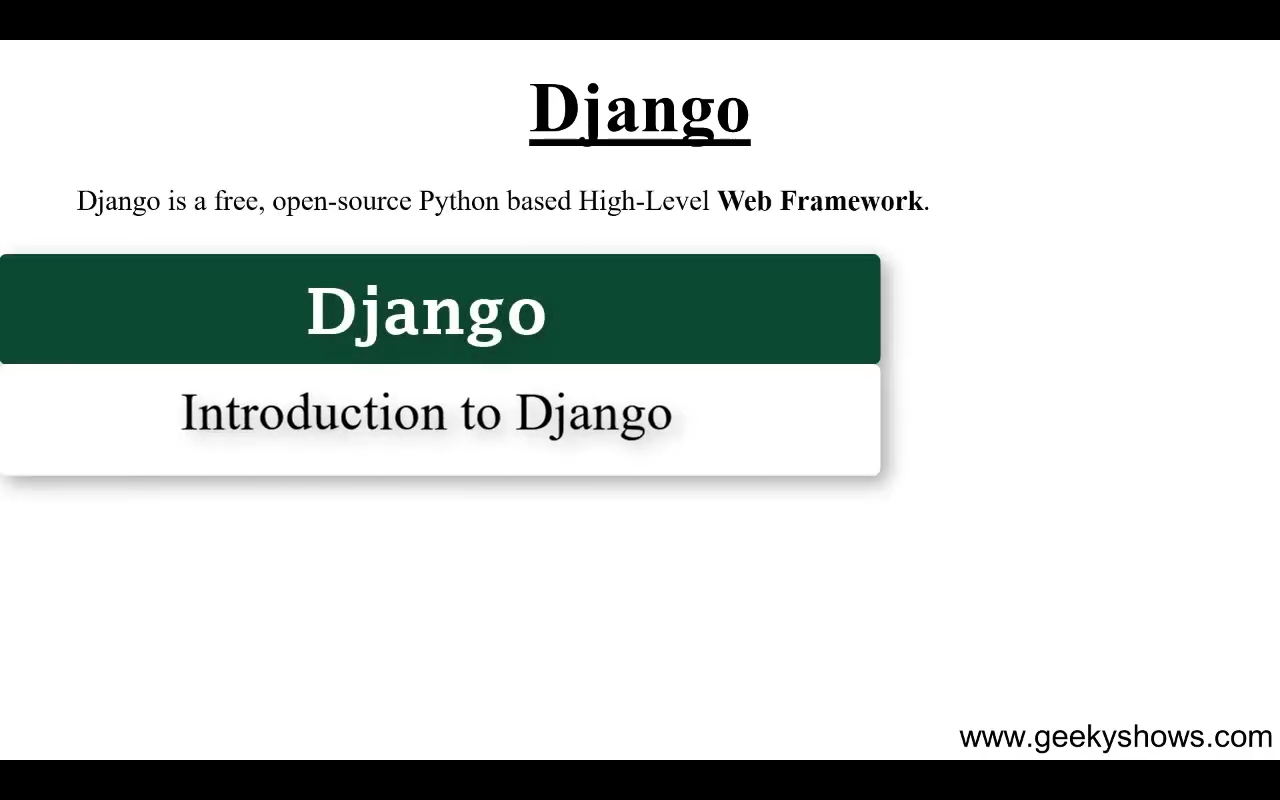 Django
Django is a free, open-source Python based High-Level Web Framework.
Django
Introduction to Django
www.geekyshows.com